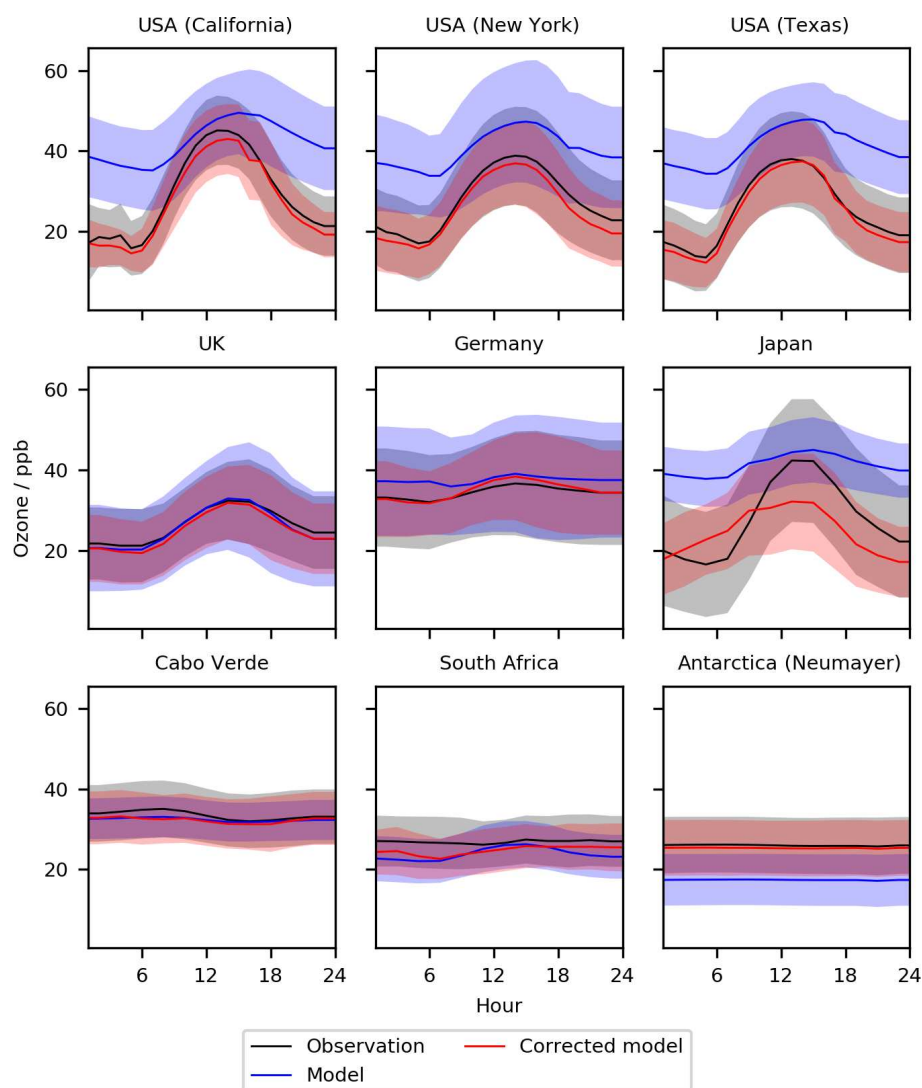 USA (California) USA (New York) USA (Texas)
60
40
20
UK Germany Japan
60
40
20
Ozone / ppb
Cabo Verde South Africa Antarctica (Neumayer)
60
40
20
6 12 18 24 6 12 18 24 6 12 18 24
Hour
Observation Corrected model
Model